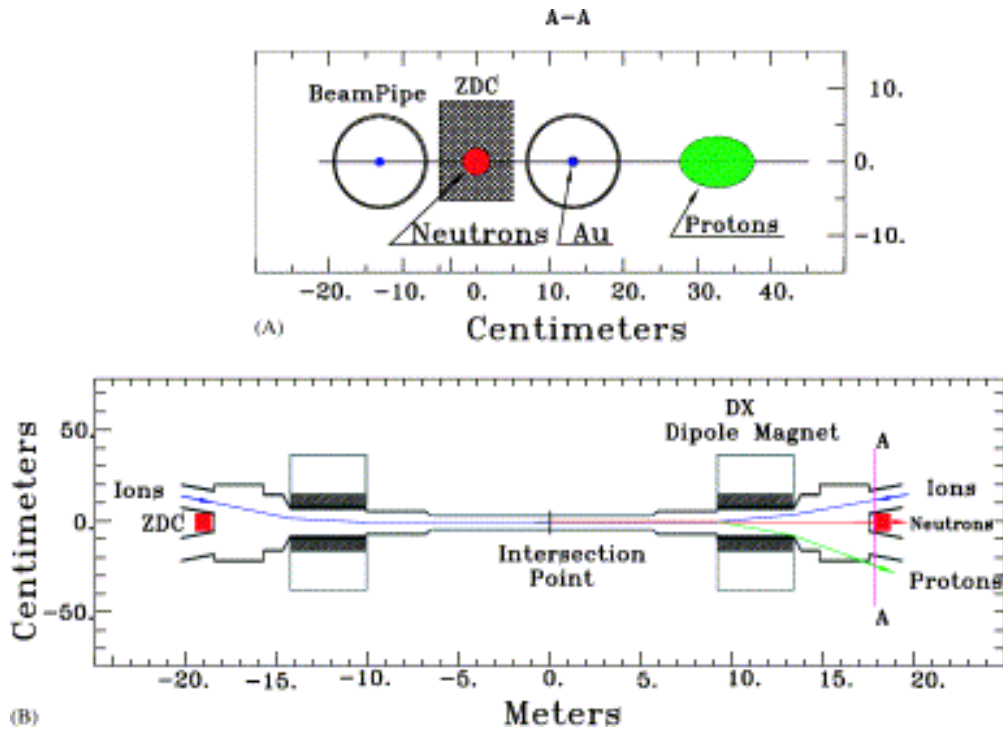 A-A
BeamPipe
ZDC
10.
0.
-10.
Neutrons
Au
Protons
-20. -10. 0. 10. 20. 30. 40.
(A)
Centimeters
Centimeters
50.
0.
-50.
DX
Dipole Magnet
A
Ions
Ions
ZDC
Neutrons
Intersection
Point
Protons
A
-20. -15. -10. -5. 0. 5. 10. 15. 20.
(B)
Meters